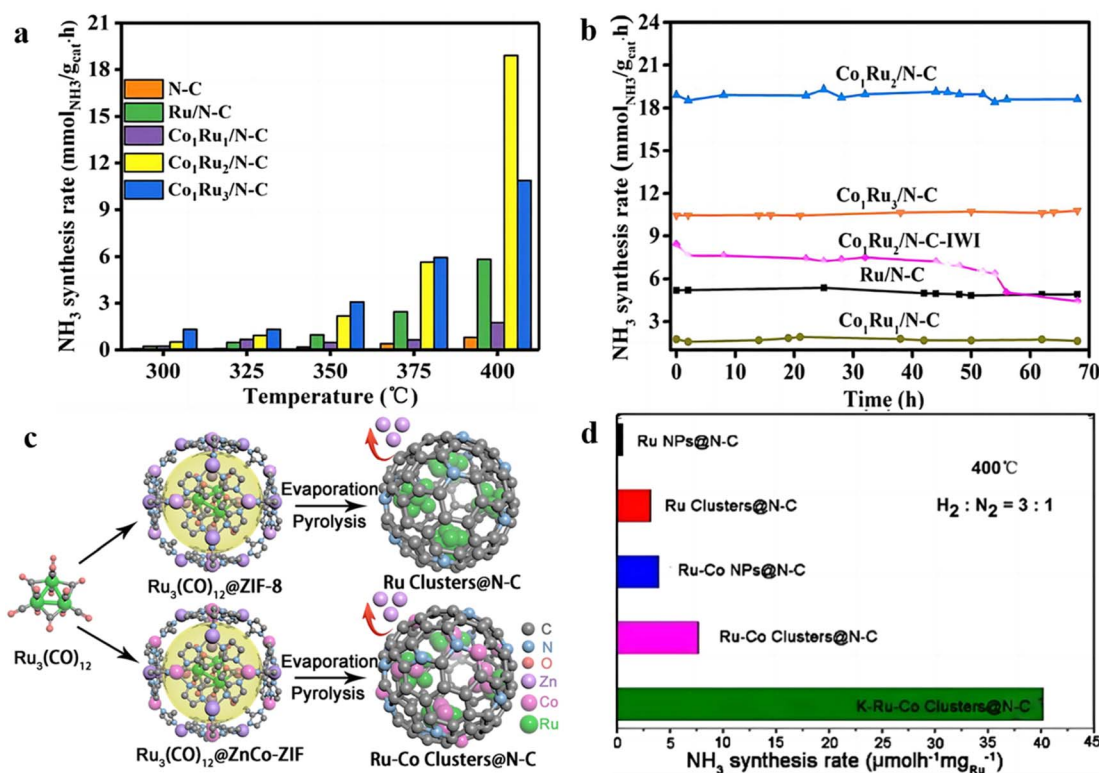 a
NH₃ synthesis rate (mmol_NH3/g_cat·h)
21
18
15
12
9
6
3
0
N-C
Ru/N-C
Co₁Ru₁/N-C
Co₁Ru₂/N-C
Co₁Ru₃/N-C
300 325 350 375 400
Temperature (℃)
b
NH₃ synthesis rate (mmol_NH3/g_cat·h)
24
21
18
15
12
9
6
3
Co₁Ru₂/N-C
Co₁Ru₃/N-C
Co₁Ru₂/N-C-IWI
Ru/N-C
Co₁Ru₁/N-C
0 10 20 30 40 50 60 70
Time (h)
c
Ru₃(CO)₁₂
Evaporation
Pyrolysis
Ru₃(CO)₁₂@ZIF-8
Ru Clusters@N-C
Evaporation
Pyrolysis
Ru₃(CO)₁₂@ZnCo-ZIF
Ru-Co Clusters@N-C
C
N
O
Zn
Co
Ru
d
Ru NPs@N-C
400℃
H₂ : N₂ = 3 : 1
Ru Clusters@N-C
Ru-Co NPs@N-C
Ru-Co Clusters@N-C
K-Ru-Co Clusters@N-C
0 5 10 15 20 25 30 35 40 45
NH₃ synthesis rate (μmolh⁻¹mg_Ru⁻¹)